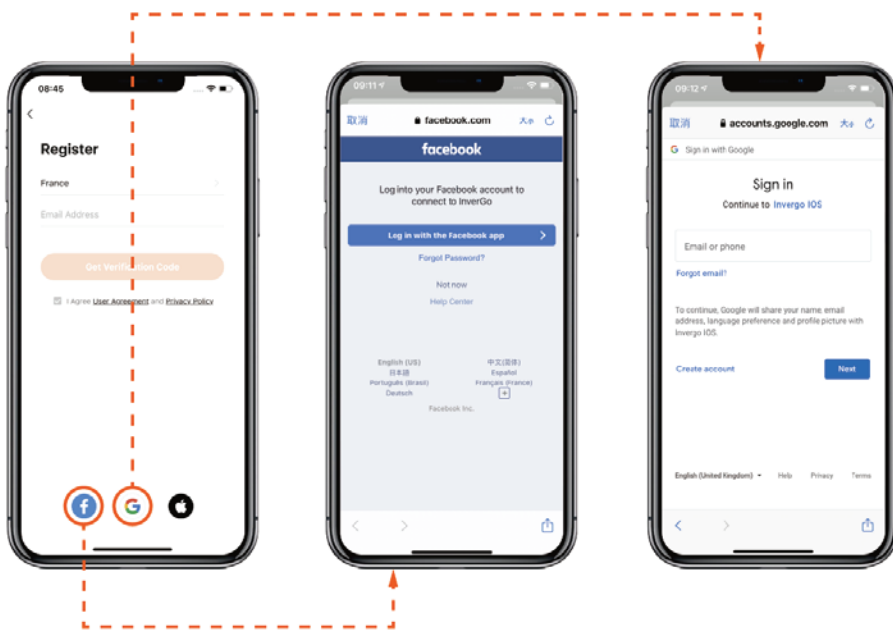 08:45
Register
France
Email Address
Get Verification Code
I Agree User Agreement and Privacy Policy
09:11
取消
facebook.com
大小
facebook
Log into your Facebook account to
connect to InverGo
Log in with the Facebook app
Forgot Password?
Not now
Help Center
English (US)
中文(简体)
日本語
Español
Português (Brasil)
Français (France)
Deutsch
Facebook Inc.
09:12
取消
accounts.google.com
大小
Sign in with Google
Sign in
Continue to Invergo IOS
Email or phone
Forgot email?
To continue, Google will share your name, email
address, language preference and profile picture with
Invergo IOS.
Create account
Next
English (United Kingdom)
Help
Privacy
Terms